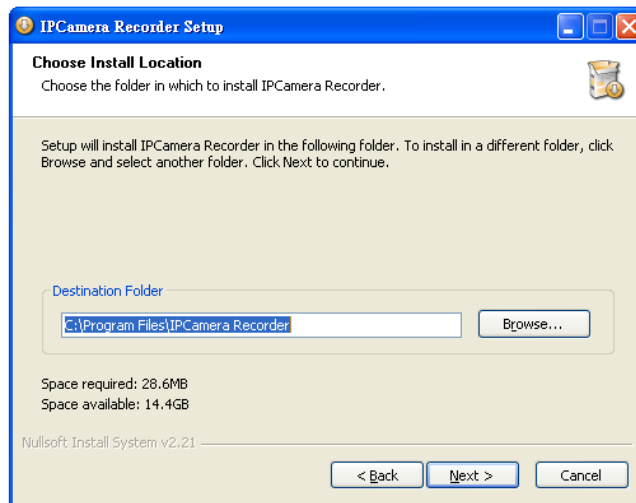 IPCamera Recorder Setup
Choose Install Location
Choose the folder in which to install IPCamera Recorder.
Setup will install IPCamera Recorder in the following folder. To install in a different folder, click
Browse and select another folder. Click Next to continue.
Destination Folder
C:\Program Files\IPCamera Recorder
Browse...
Space required: 28.6MB
Space available: 14.4GB
Nullsoft Install System v2.21
< Back
Next >
Cancel